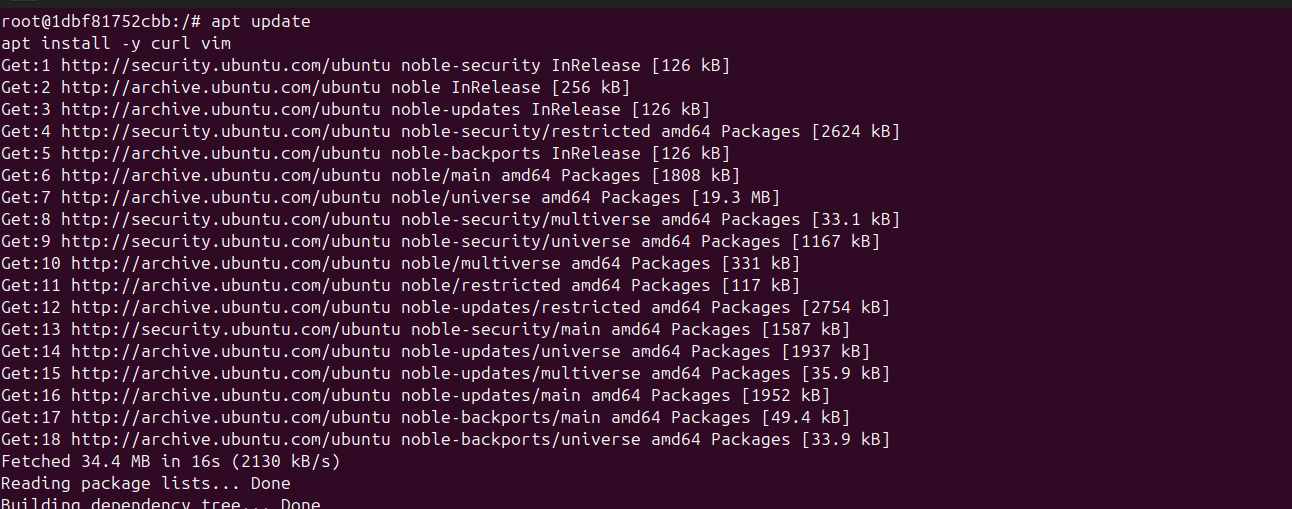 root@1dbf81752cbb:/# apt update
apt install -y curl vim
Get:1 http://security.ubuntu.com/ubuntu noble-security InRelease [126 kB]
Get:2 http://archive.ubuntu.com/ubuntu noble InRelease [256 kB]
Get:3 http://archive.ubuntu.com/ubuntu noble-updates InRelease [126 kB]
Get:4 http://security.ubuntu.com/ubuntu noble-security/restricted amd64 Packages [2624 kB]
Get:5 http://archive.ubuntu.com/ubuntu noble-backports InRelease [126 kB]
Get:6 http://archive.ubuntu.com/ubuntu noble/main amd64 Packages [1808 kB]
Get:7 http://archive.ubuntu.com/ubuntu noble/universe amd64 Packages [19.3 MB]
Get:8 http://security.ubuntu.com/ubuntu noble-security/multiverse amd64 Packages [33.1 kB]
Get:9 http://security.ubuntu.com/ubuntu noble-security/universe amd64 Packages [1167 kB]
Get:10 http://archive.ubuntu.com/ubuntu noble/multiverse amd64 Packages [331 kB]
Get:11 http://archive.ubuntu.com/ubuntu noble/restricted amd64 Packages [117 kB]
Get:12 http://archive.ubuntu.com/ubuntu noble-updates/restricted amd64 Packages [2754 kB]
Get:13 http://security.ubuntu.com/ubuntu noble-security/main amd64 Packages [1587 kB]
Get:14 http://archive.ubuntu.com/ubuntu noble-updates/universe amd64 Packages [1937 kB]
Get:15 http://archive.ubuntu.com/ubuntu noble-updates/multiverse amd64 Packages [35.9 kB]
Get:16 http://archive.ubuntu.com/ubuntu noble-updates/main amd64 Packages [1952 kB]
Get:17 http://archive.ubuntu.com/ubuntu noble-backports/main amd64 Packages [49.4 kB]
Get:18 http://archive.ubuntu.com/ubuntu noble-backports/universe amd64 Packages [33.9 kB]
Fetched 34.4 MB in 16s (2130 kB/s)
Reading package lists... Done
Building dependency tree... Done